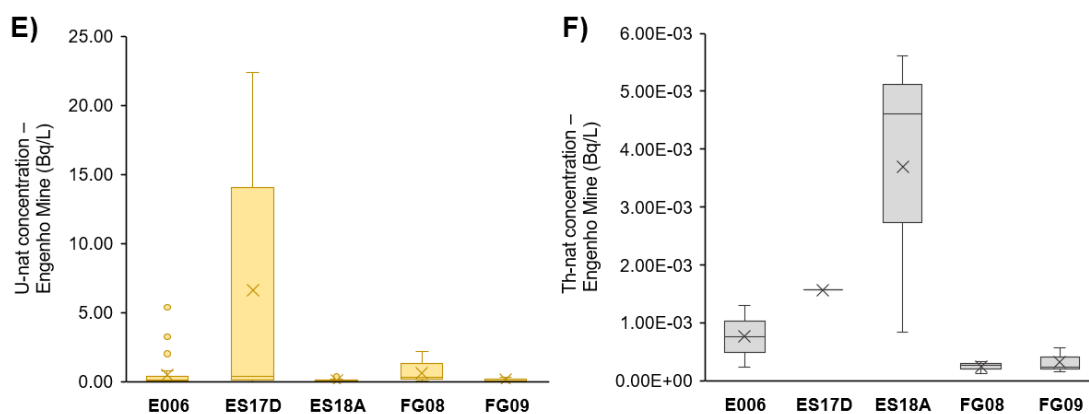 E)
U-nat concentration –
Engenho Mine (Bq/L)
25.00
20.00
15.00
10.00
5.00
0.00
E006 ES17D ES18A FG08 FG09
F)
Th-nat concentration –
Engenho Mine (Bq/L)
6.00E-03
5.00E-03
4.00E-03
3.00E-03
2.00E-03
1.00E-03
0.00E+00
E006 ES17D ES18A FG08 FG09